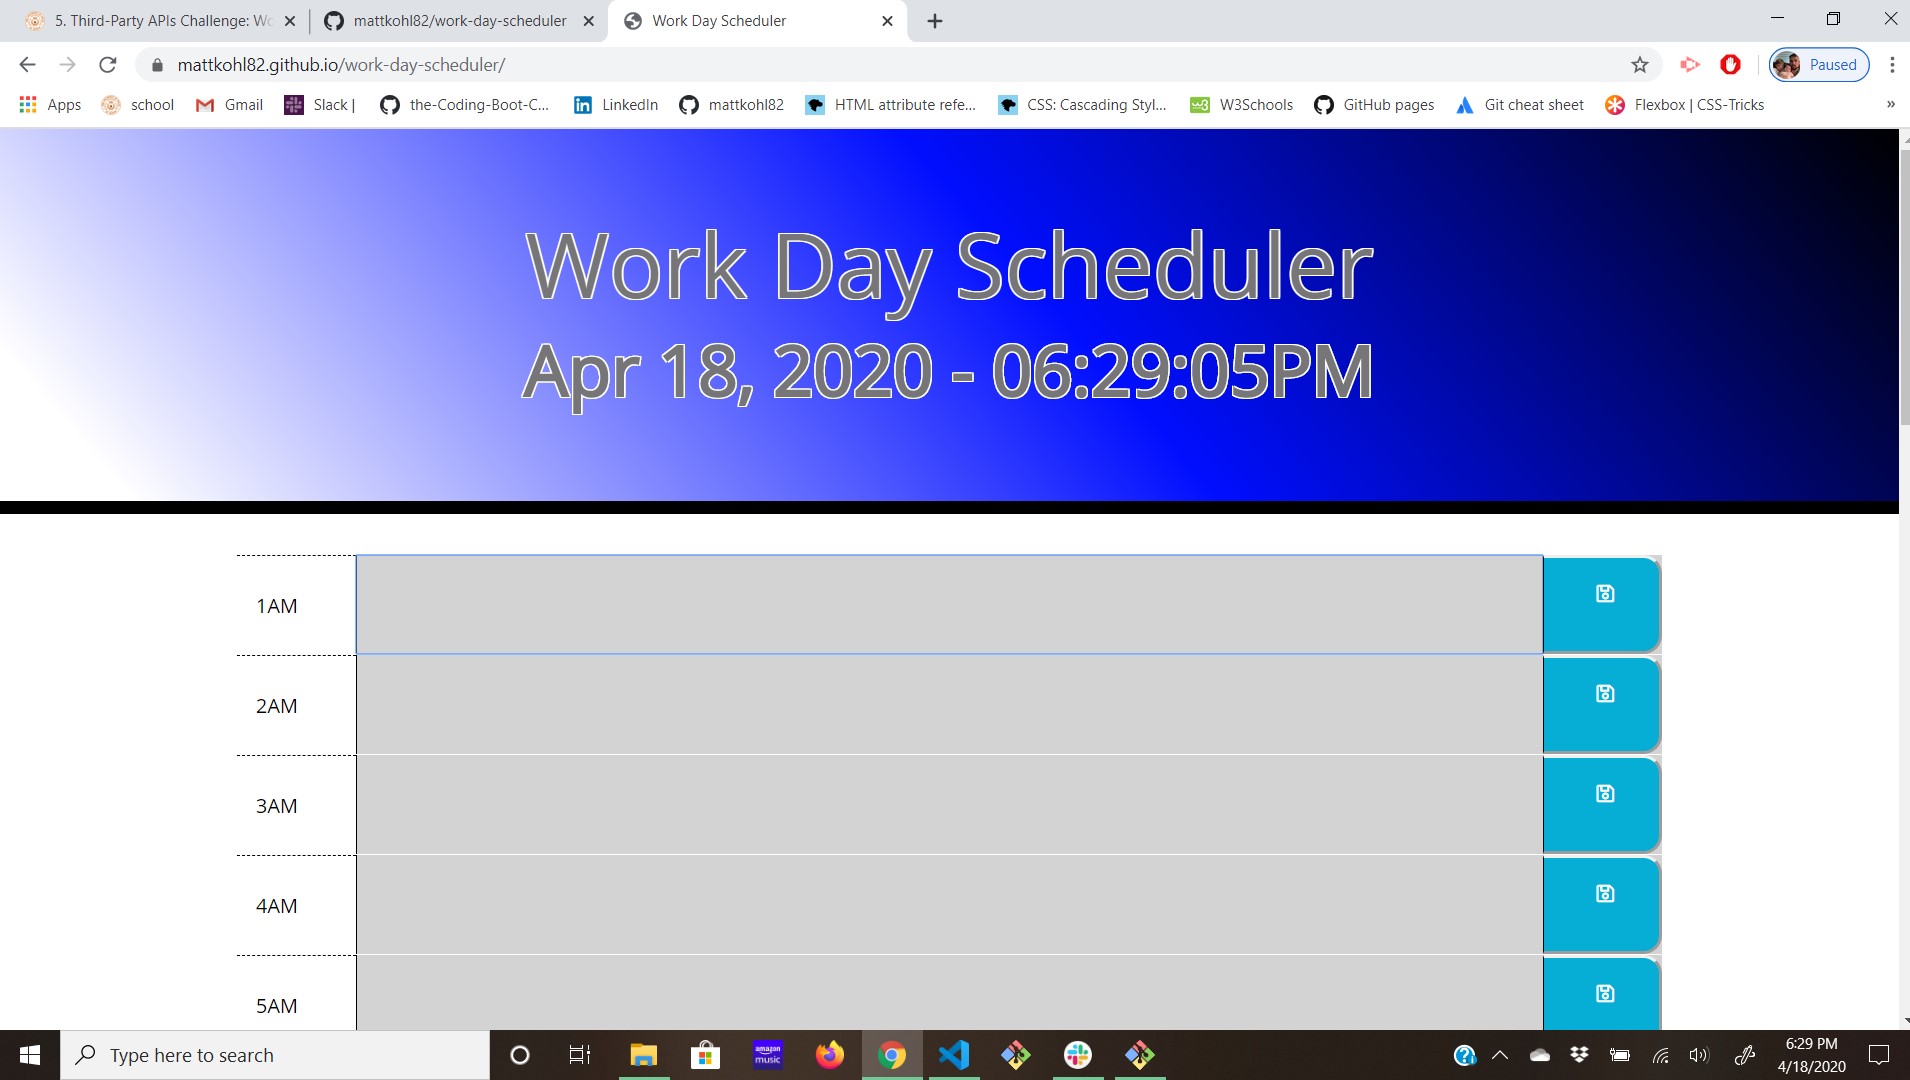 5. Third-Party APIs Challenge: Wo
mattkohl82/work-day-scheduler
Work Day Scheduler
mattkohl82.github.io/work-day-scheduler/
Paused
Apps
school
Gmail
Slack |
the-Coding-Boot-C...
LinkedIn
mattkohl82
HTML attribute refe...
CSS: Cascading Styl...
W3Schools
GitHub pages
Git cheat sheet
Flexbox | CSS-Tricks
»
Work Day Scheduler
Apr 18, 2020 - 06:29:05PM
1AM
2AM
3AM
4AM
5AM
Type here to search
amazon
music
6:29 PM
4/18/2020